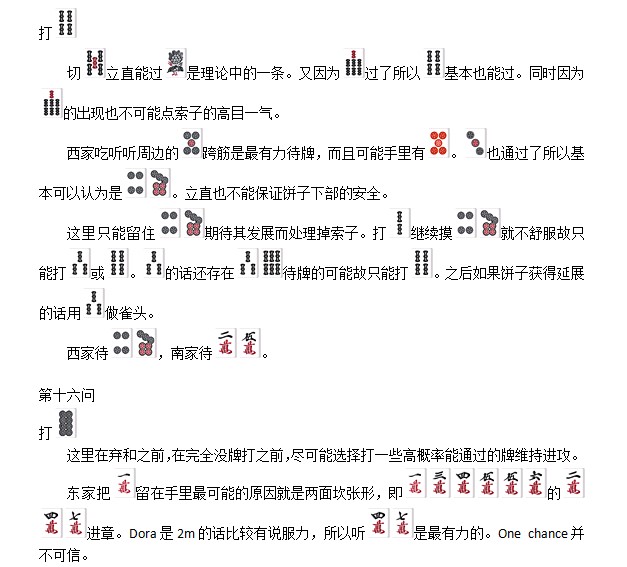 打
切立直能过是理论中的一条。又因为过了所以基本也能过。同时因为
的出现也不可能点索子的高目一气。
西家吃听听周边的跨筋是最有力待牌，而且可能手里有。也通过了所以基
本可以认为是。立直也不能保证饼子下部的安全。
这里只能留住期待其发展而处理掉索子。打继续摸就不舒服故只
能打或。的话还存在待牌的可能故只能打。之后如果饼子获得延展
的话用做雀头。
西家待，南家待二萬伍萬。
第十六问
打
这里在弃和之前,在完全没牌打之前,尽可能选择打一些高概率能通过的牌维持进攻。
东家把一萬留在手里最可能的原因就是两面坎张形，即一萬三萬四萬伍萬伍萬六萬的二萬
四萬七萬进章。Dora 是 2m 的话比较有说服力，所以听四萬七萬是最有力的。One chance 并
不可信。